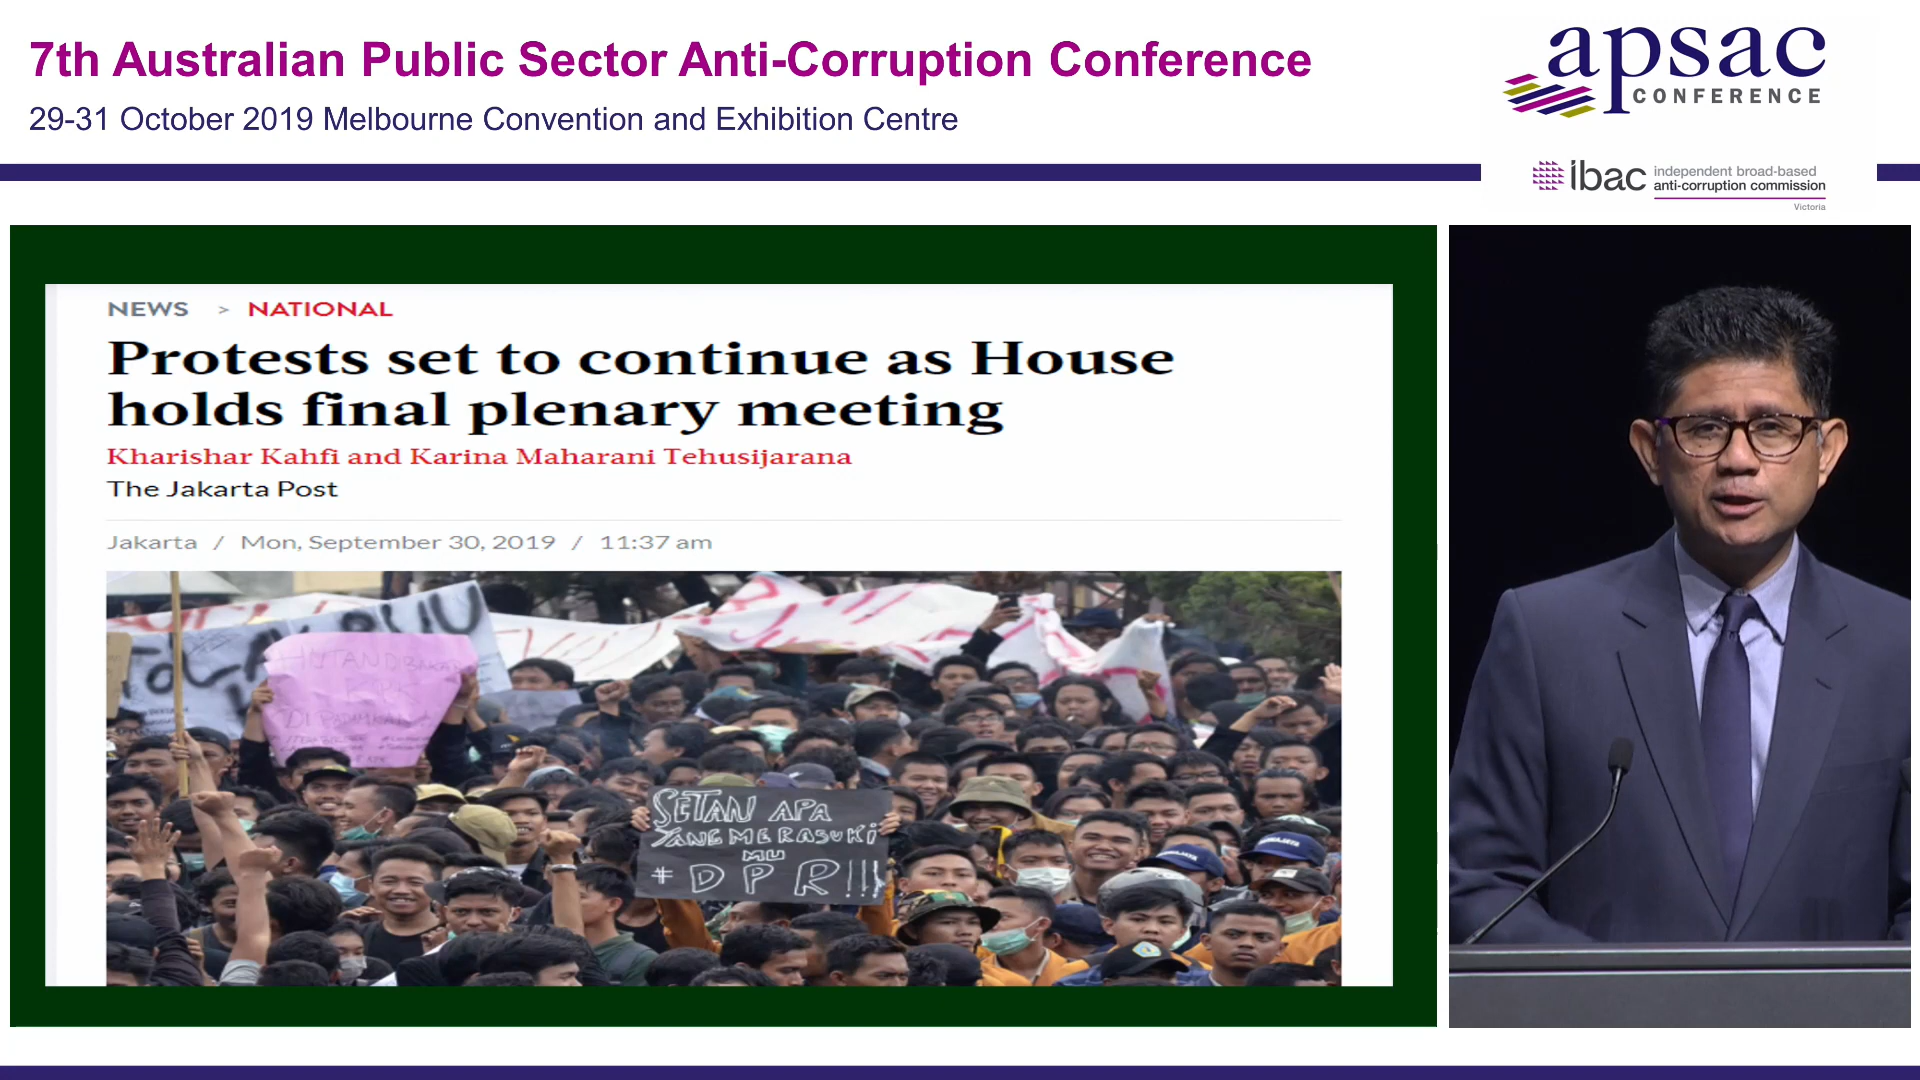 7th Australian Public Sector Anti-Corruption Conference
29-31 October 2019 Melbourne Convention and Exhibition Centre
apsac
CONFERENCE
ibac
independent broad-based
anti-corruption commission
Victoria
NEWS > NATIONAL
Protests set to continue as House
holds final plenary meeting
Kharishar Kahfi and Karina Maharani Tehusijarana
The Jakarta Post
Jakarta / Mon, September 30, 2019 / 11:37 am
HUTAN DIBAKAR
KPK
SETAN APA
YANG MERASUKI
MU
# DPR!!!